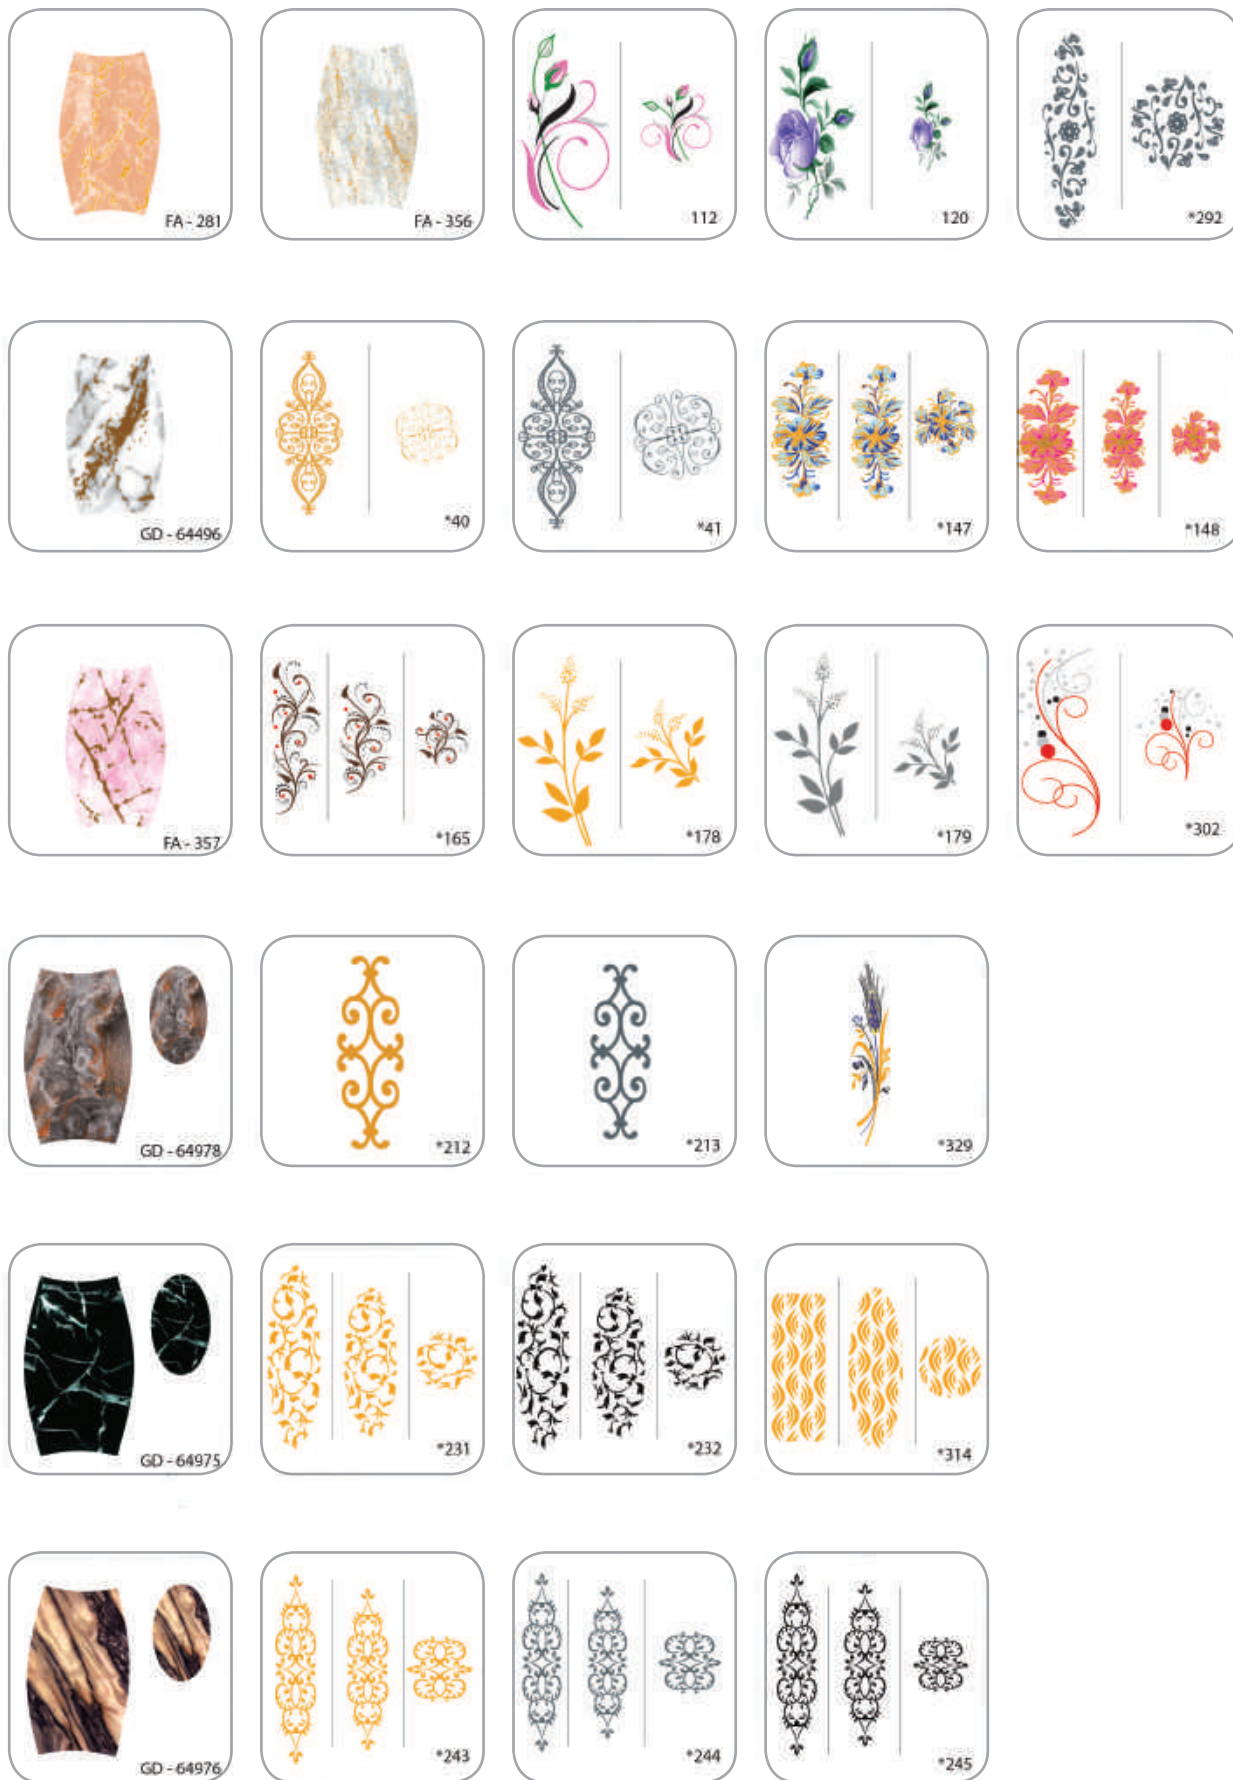 FA - 281
FA - 356
112
120
*292
GD - 64496
*40
*41
*147
*148
FA - 357
*165
*178
*179
*302
GD - 64978
*212
*213
*329
GD - 64975
*231
*232
*314
GD - 64976
*243
*244
*245